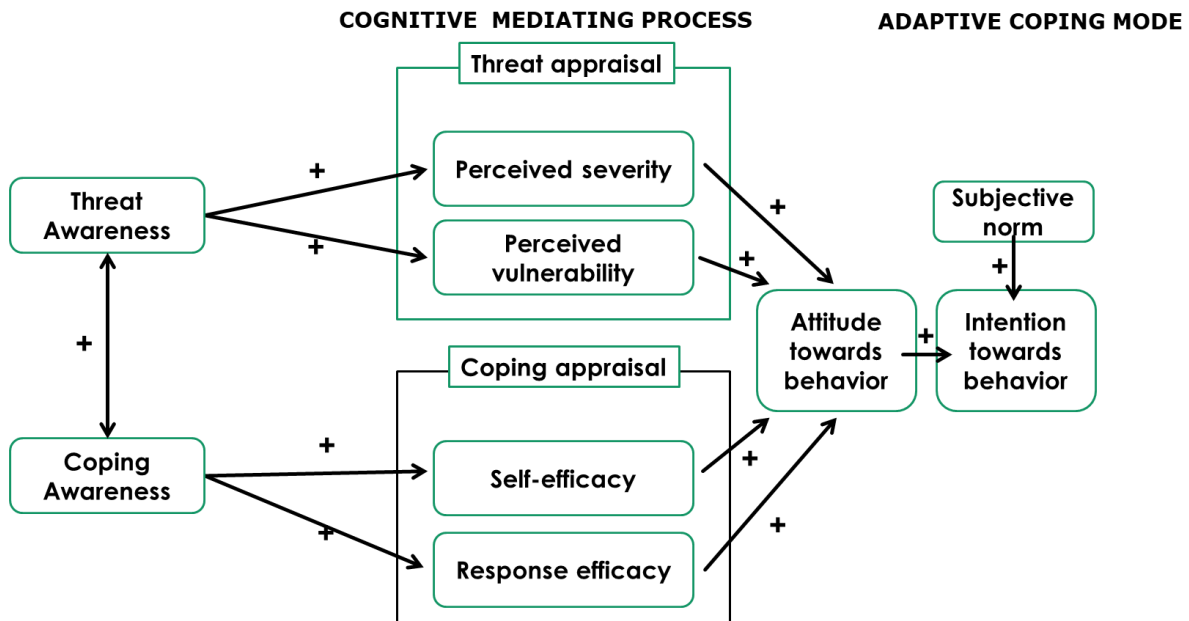 COGNITIVE MEDIATING PROCESS
ADAPTIVE COPING MODE
Threat appraisal
+
Perceived severity
Threat
Awareness
+
Perceived
vulnerability
+
+
Subjective
norm
+
+
Attitude
towards
behavior
+
Intention
towards
behavior
Coping appraisal
Coping
Awareness
+
Self-efficacy
+
+
Response efficacy
+